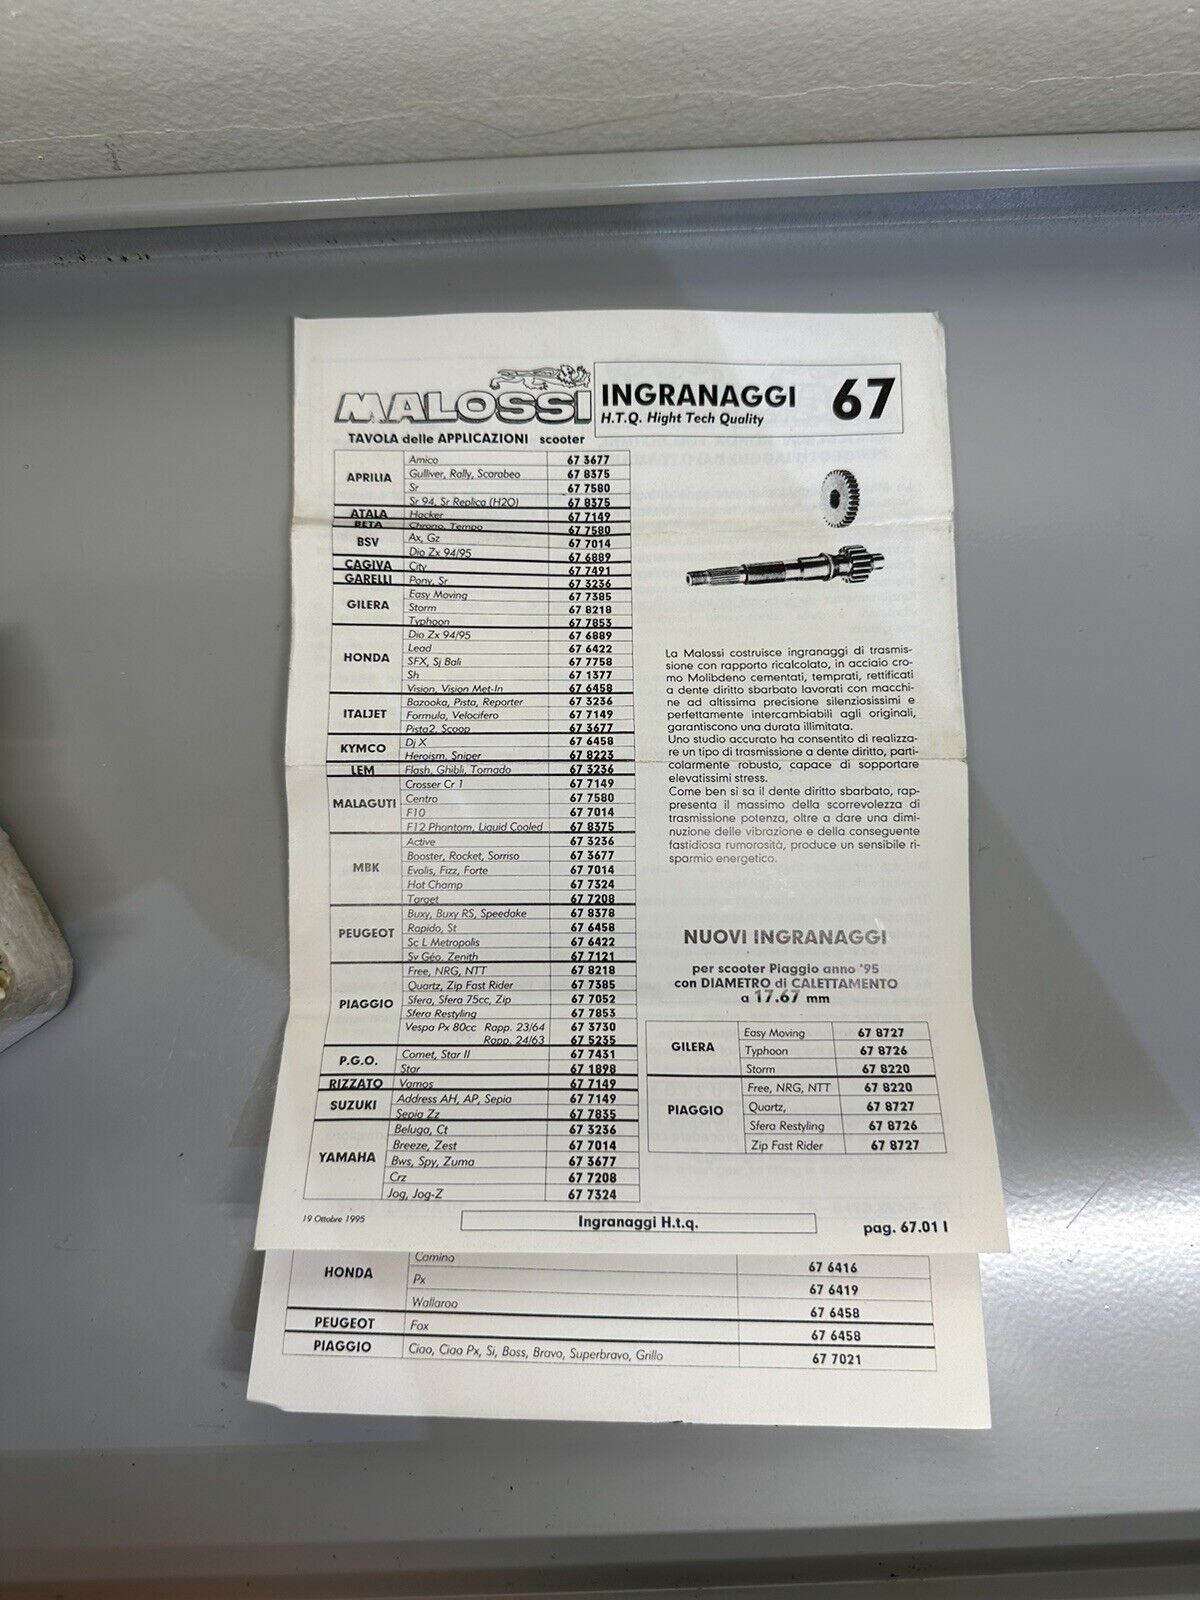 MALOSSI
INGRANAGGI 67
H.T.Q. Hight Tech Quality
TAVOLA delle APPLICAZIONI scooter
APRILIA
Amico 67 3677
Gulliver, Rally, Scarabeo 67 8375
Sr 67 7580
Sr 94, Sr Replica (H2O) 67 8375
ATALA Hacker 67 7149
BETA Chrono, Tempo 67 7580
BSV
Ax, Gz 67 7014
Dio Zx 94/95 67 6889
CAGIVA City 67 7491
GARELLI Pony, Sr 67 3236
GILERA
Easy Moving 67 7385
Storm 67 8218
Typhoon 67 7853
HONDA
Dio Zx 94/95 67 6889
Lead 67 6422
SFX, Sj Bali 67 7758
Sh 67 1377
Vision, Vision Met-In 67 6458
ITALJET
Bazooka, Pista, Reporter 67 3236
Formula, Velocifero 67 7149
Pista2, Scoop 67 3677
KYMCO
Dj X 67 6458
Heroism, Sniper 67 8223
LEM Flash, Ghibli, Tornado 67 3236
MALAGUTI
Crosser Cr 1 67 7149
Centro 67 7580
F10 67 7014
F12 Phantom, Liquid Cooled 67 8375
MBK
Active 67 3236
Booster, Rocket, Sorriso 67 3677
Evolis, Fizz, Forte 67 7014
Hot Champ 67 7324
Target 67 7208
PEUGEOT
Buxy, Buxy RS, Speedake 67 8378
Rapido, St 67 6458
Sc L Metropolis 67 6422
Sv Géo, Zenith 67 7121
PIAGGIO
Free, NRG, NTT 67 8218
Quartz, Zip Fast Rider 67 7385
Sfera, Sfera 75cc, Zip 67 7052
Sfera Restyling 67 7853
Vespa Px 80cc Rapp. 23/64 67 3730
Rapp. 24/63 67 5235
P.G.O.
Comet, Star II 67 7431
Star 67 1898
RIZZATO Vamos 67 7149
SUZUKI
Address AH, AP, Sepia 67 7149
Sepia Zz 67 7835
YAMAHA
Beluga, Ct 67 3236
Breeze, Zest 67 7014
Bws, Spy, Zuma 67 3677
Crz 67 7208
Jog, Jog-Z 67 7324
La Malossi costruisce ingranaggi di trasmis-
sione con rapporto ricalcolato, in acciaio cro-
mo Molibdeno cementati, temprati, rettificati
a dente diritto sbarbato lavorati con macchi-
ne ad altissima precisione silenziosissimi e
perfettamente intercambiabili agli originali,
garantiscono una durata illimitata.
Uno studio accurato ha consentito di realizza-
re un tipo di trasmissione a dente diritto, parti-
colarmente robusto, capace di sopportare
elevatissimi stress.
Come ben si sa il dente diritto sbarbato, rap-
presenta il massimo della scorrevolezza di
trasmissione potenza, oltre a dare una dimi-
nuzione delle vibrazione e della conseguente
fastidiosa rumorosità, produce un sensibile ri-
sparmio energetico.
NUOVI INGRANAGGI
per scooter Piaggio anno '95
con DIAMETRO di CALETTAMENTO
a 17.67 mm
GILERA
Easy Moving 67 8727
Typhoon 67 8726
Storm 67 8220
PIAGGIO
Free, NRG, NTT 67 8220
Quartz, 67 8727
Sfera Restyling 67 8726
Zip Fast Rider 67 8727
19 Ottobre 1995
Ingranaggi H.t.q.
pag. 67.01 I
HONDA
Camino 67 6416
Px 67 6419
Wallaroo 67 6458
PEUGEOT Fox 67 6458
PIAGGIO Ciao, Ciao Px, Si, Boss, Bravo, Superbravo, Grillo 67 7021